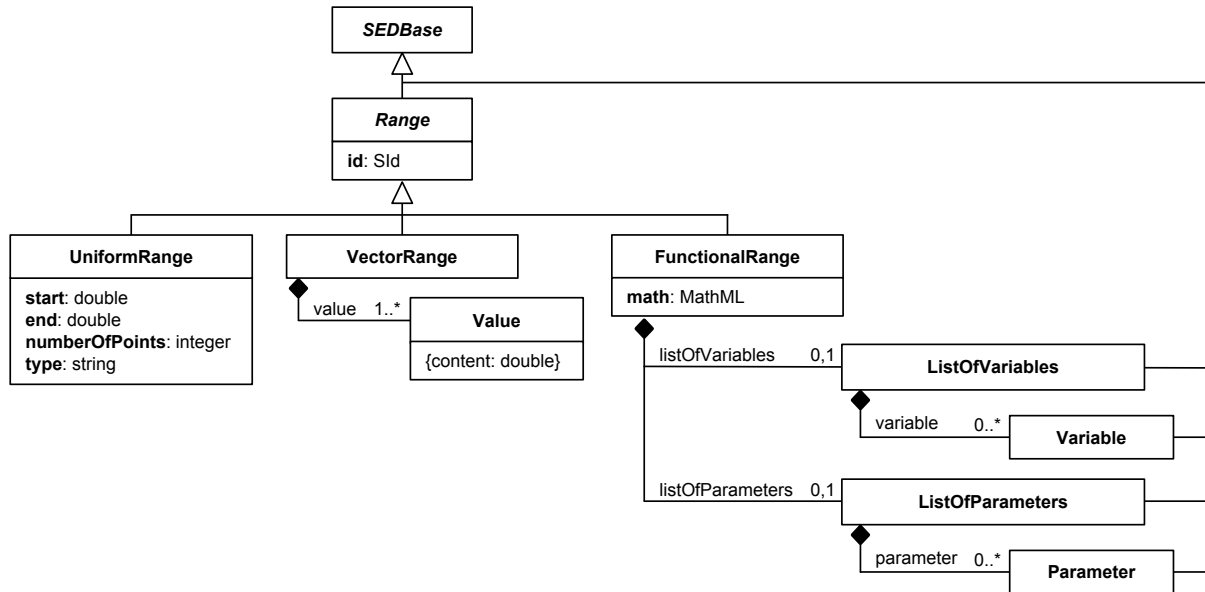 SEDBase
Range
id: SId
UniformRange
start: double
end: double
numberOfPoints: integer
type: string
VectorRange
value 1..*
Value
{content: double}
FunctionalRange
math: MathML
listOfVariables 0,1
ListOfVariables
variable 0..*
Variable
listOfParameters 0,1
ListOfParameters
parameter 0..*
Parameter